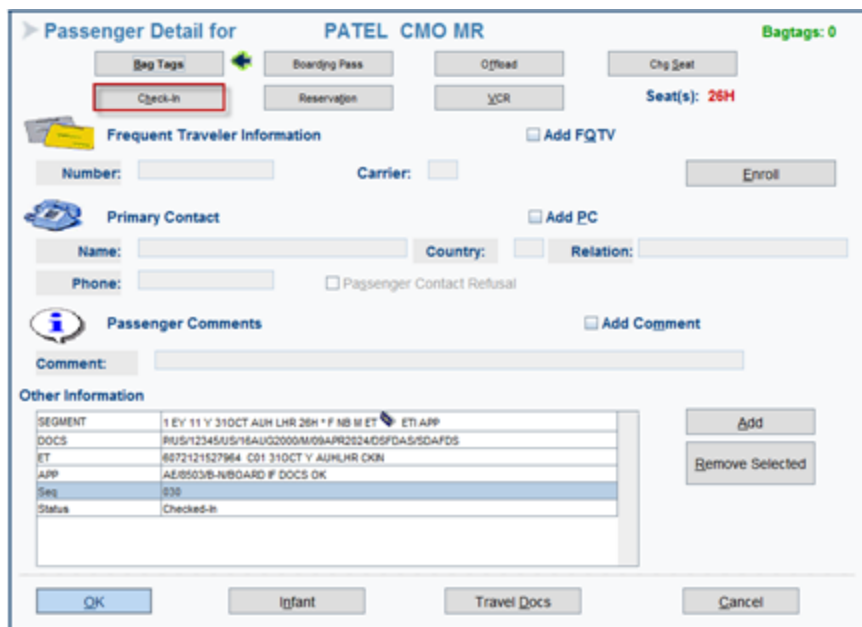 Passenger Detail for PATEL CMO MR Bagtags: 0
Bag Tags Boarding Pass Offload Chg Seat
Check-In Reservation VCR Seat(s): 26H
Frequent Traveler Information Add FQTV
Number: Carrier: Enroll
Primary Contact Add PC
Name: Country: Relation:
Phone: Passenger Contact Refusal
Passenger Comments Add Comment
Comment:
Other Information
SEGMENT 1 EY 11 Y 31OCT AUH LHR 26H * F NB M ET ETI APP
Add
DOCS P/US/12345/US/16AUG2000/M/09APR2024/DSFDAS/SDAFDS
ET 6072121527964 C01 31OCT Y AUHLHR CKIN
Remove Selected
APP AE/8503/B-N/BOARD IF DOCS OK
Seq 030
Status Checked-In
OK Infant Travel Docs Cancel